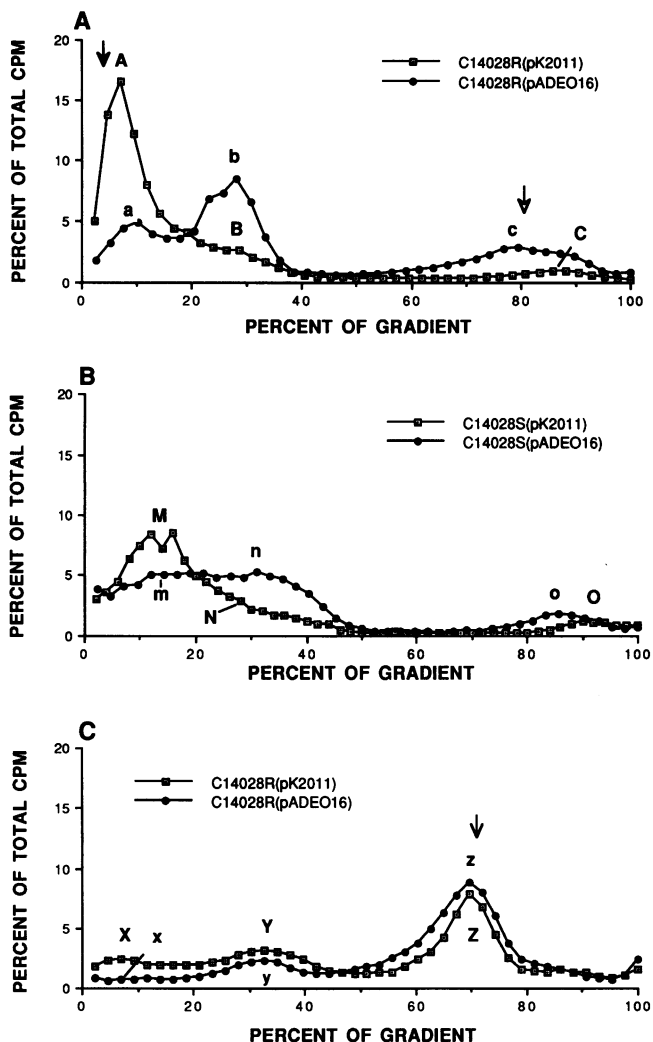 A
PERCENT OF TOTAL CPM
20
15
10
5
0
A
a
b
B
c
C
C14028R(pK2011)
C14028R(pADEO16)
0 20 40 60 80 100
PERCENT OF GRADIENT
B
PERCENT OF TOTAL CPM
20
15
10
5
0
M
m
n
N
o
O
C14028S(pK2011)
C14028S(pADEO16)
0 20 40 60 80 100
PERCENT OF GRADIENT
C
PERCENT OF TOTAL CPM
20
15
10
5
0
C14028R(pK2011)
C14028R(pADEO16)
X
x
Y
y
z
Z
0 20 40 60 80 100
PERCENT OF GRADIENT